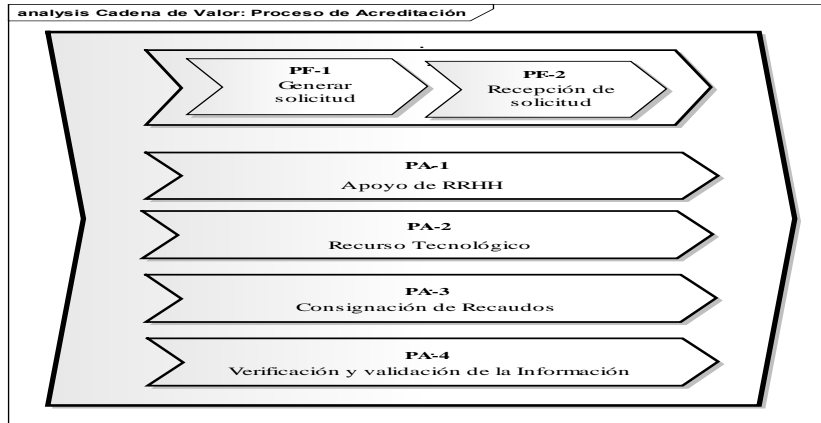 analysis Cadena de Valor: Proceso de Acreditación
PF-1
Generar
solicitud
PF-2
Recepción de
solicitud
PA-1
Apoyo de RRHH
PA-2
Recurso Tecnológico
PA-3
Consignación de Recaudos
PA-4
Verificación y validación de la Información